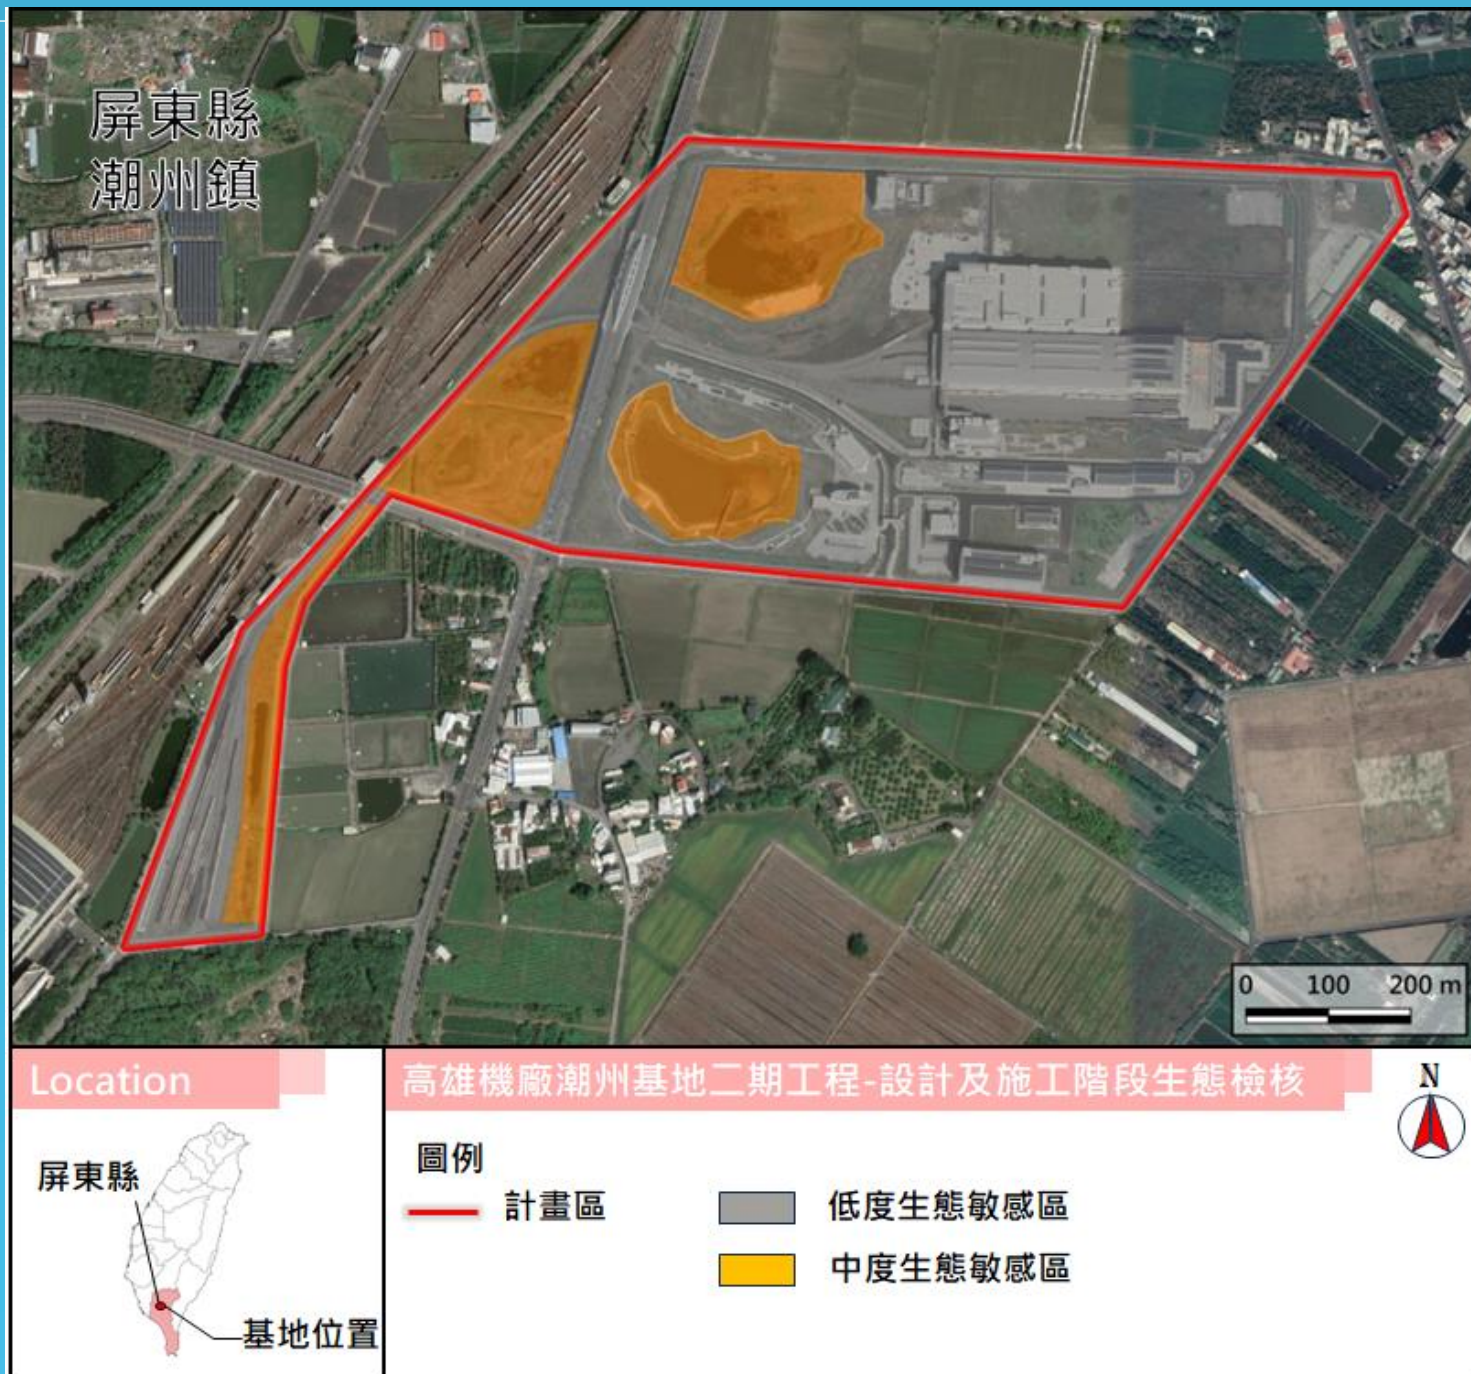 屏東縣
潮州鎮
0 100 200 m
Location
屏東縣
基地位置
高雄機廠潮州基地二期工程-設計及施工階段生態檢核
N
圖例
計畫區
低度生態敏感區
中度生態敏感區